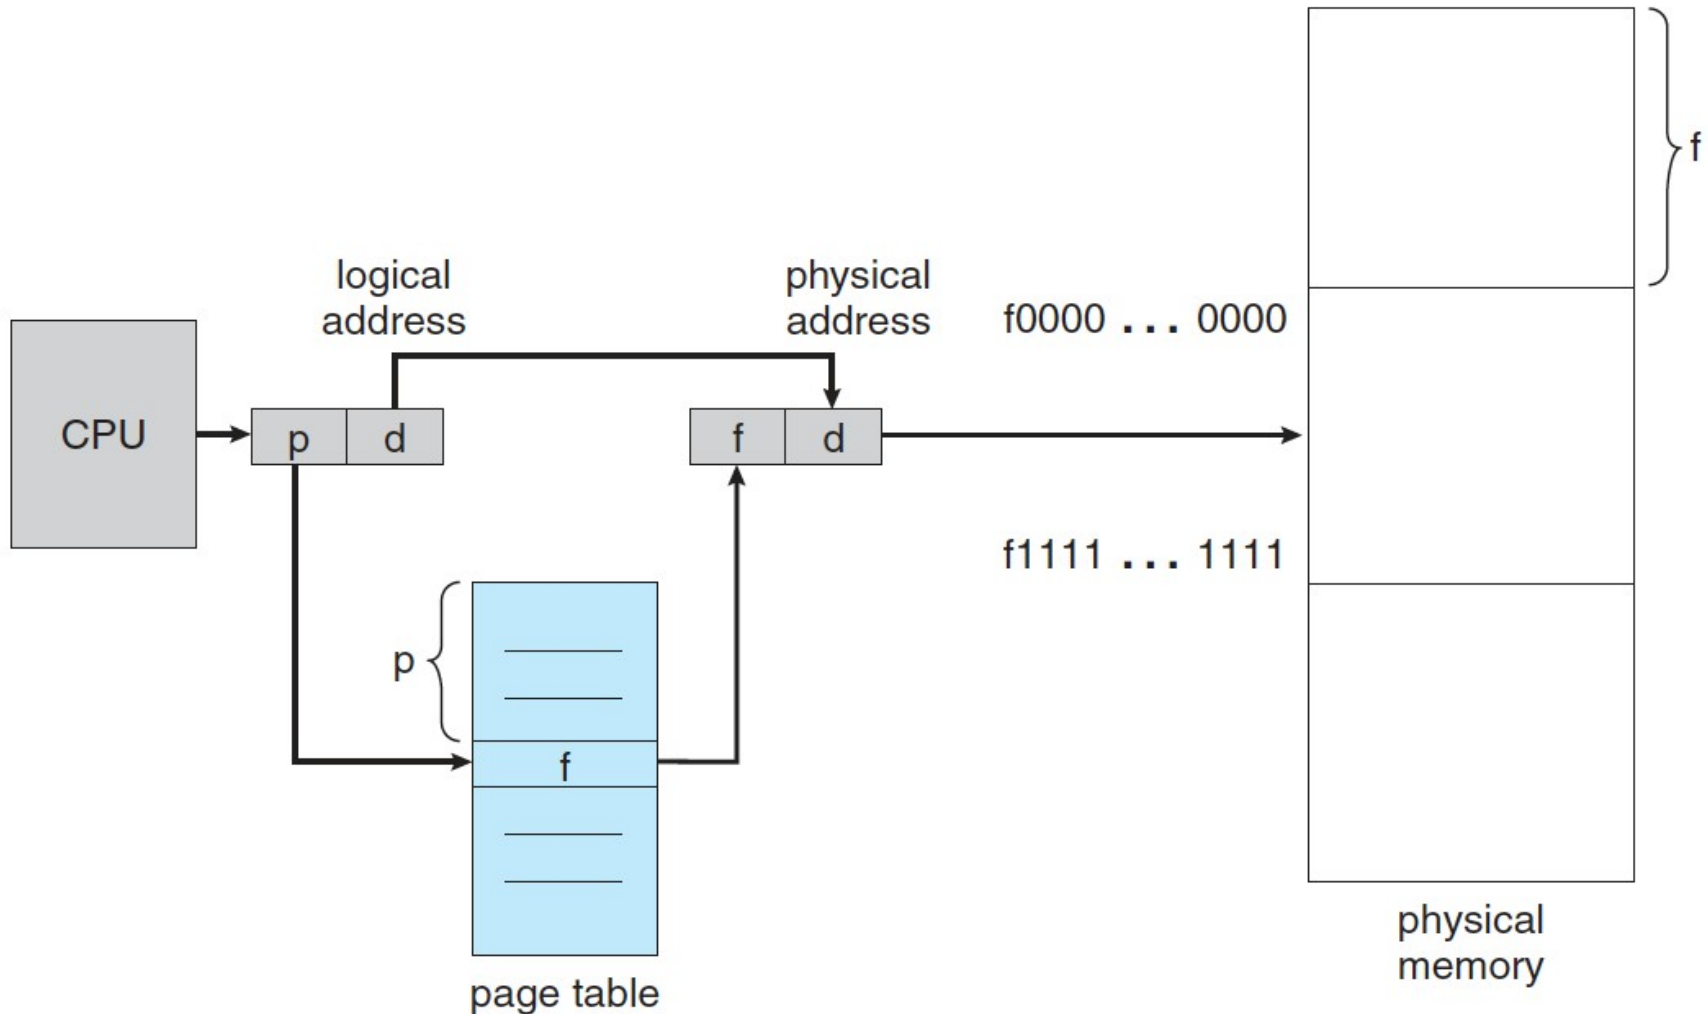 f
logical
address
physical
address
f0000 ... 0000
CPU
p d
f d
f1111 ... 1111
p
f
page table
physical
memory